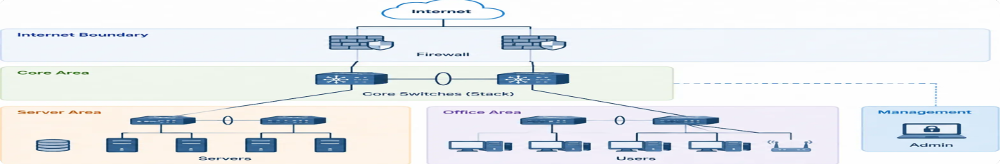 Internet
Internet Boundary
Firewall
Core Area
Core Switches (Stack)
Server Area
Office Area
Management
Admin
Servers
Users